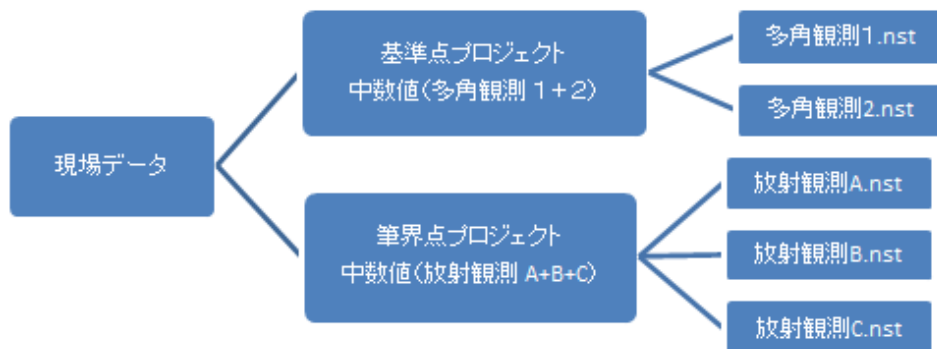 現場データ
基準点プロジェクト
中数値(多角観測 1+2)
多角観測1.nst
多角観測2.nst
筆界点プロジェクト
中数値(放射観測 A+B+C)
放射観測A.nst
放射観測B.nst
放射観測C.nst